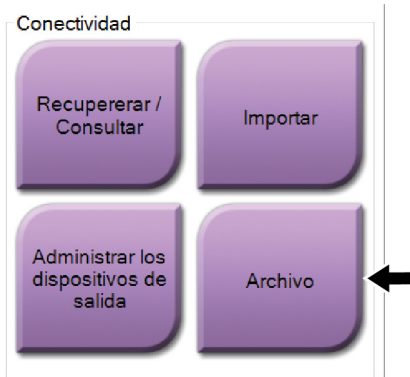 Conectividad
Recupererar /
Consultar
Importar
Administrar los
dispositivos de
salida
Archivo